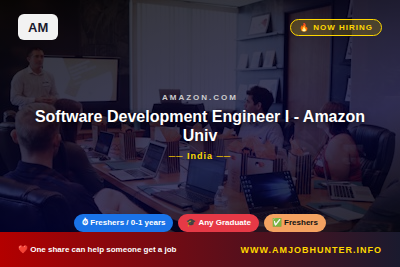 AM
🔥 NOW HIRING
AMAZON.COM
Software Development Engineer I - Amazon
Univ
— India —
⏱ Freshers / 0-1 years
🎓 Any Graduate
✅ Freshers
❤️ One share can help someone get a job
WWW.AMJOBHUNTER.INFO